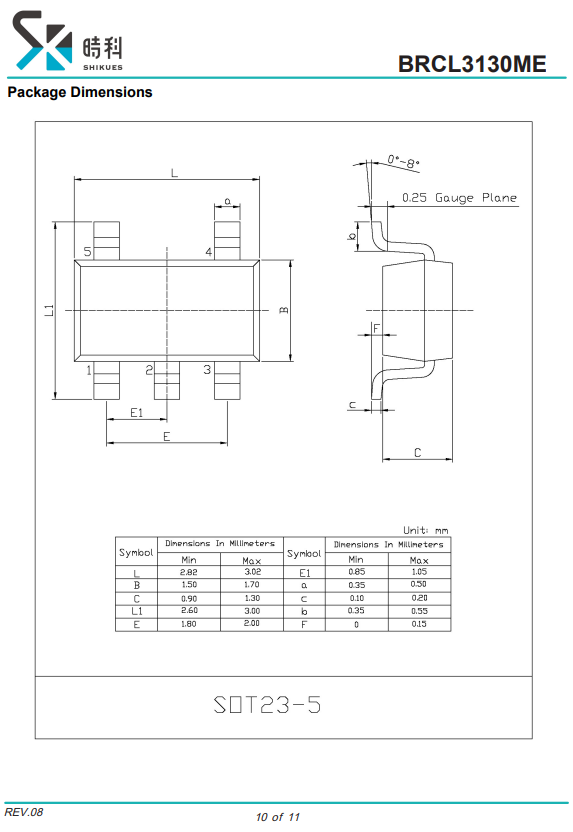 時科
SHIKUES
BRCL3130ME
Package Dimensions
L
0°-8°
a
0.25 Gauge Plane
b
5
4
L1
B
F
1
2
3
c
E1
E
C
Unit: mm
Symbol Dimensions In Millimeters Symbol Dimensions In Millimeters
Min Max Min Max
L 2.82 3.02 E1 0.85 1.05
B 1.50 1.70 a 0.35 0.50
C 0.90 1.30 c 0.10 0.20
L1 2.60 3.00 b 0.35 0.55
E 1.80 2.00 F 0 0.15
SOT23-5
REV.08
10 of 11